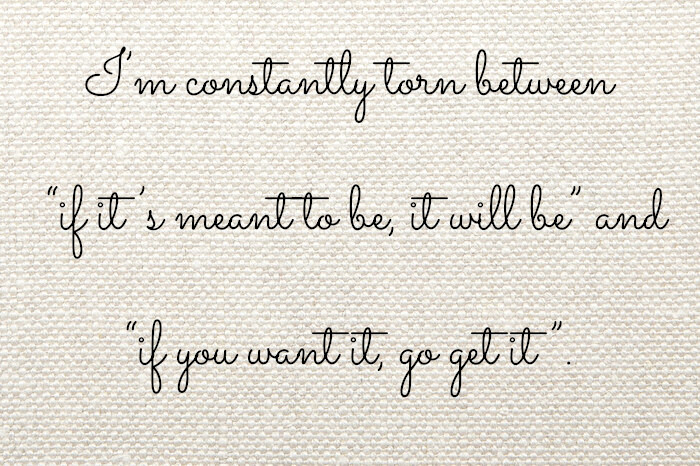 I'm constantly torn between
"if it's meant to be, it will be" and
"if you want it, go get it".